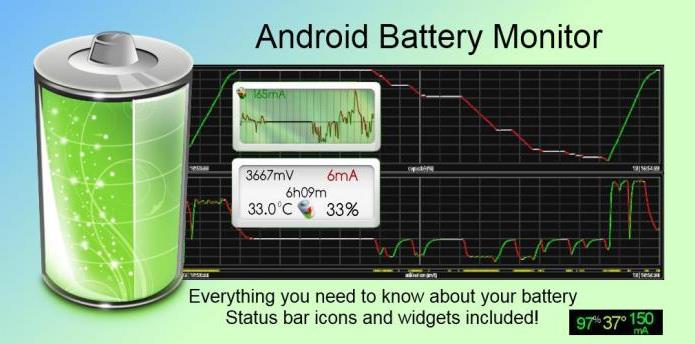 Android Battery Monitor
165mA
3667mV 6mA
6h09m
33.0°C 33%
Everything you need to know about your battery
Status bar icons and widgets included!
97% 37° 150
mA